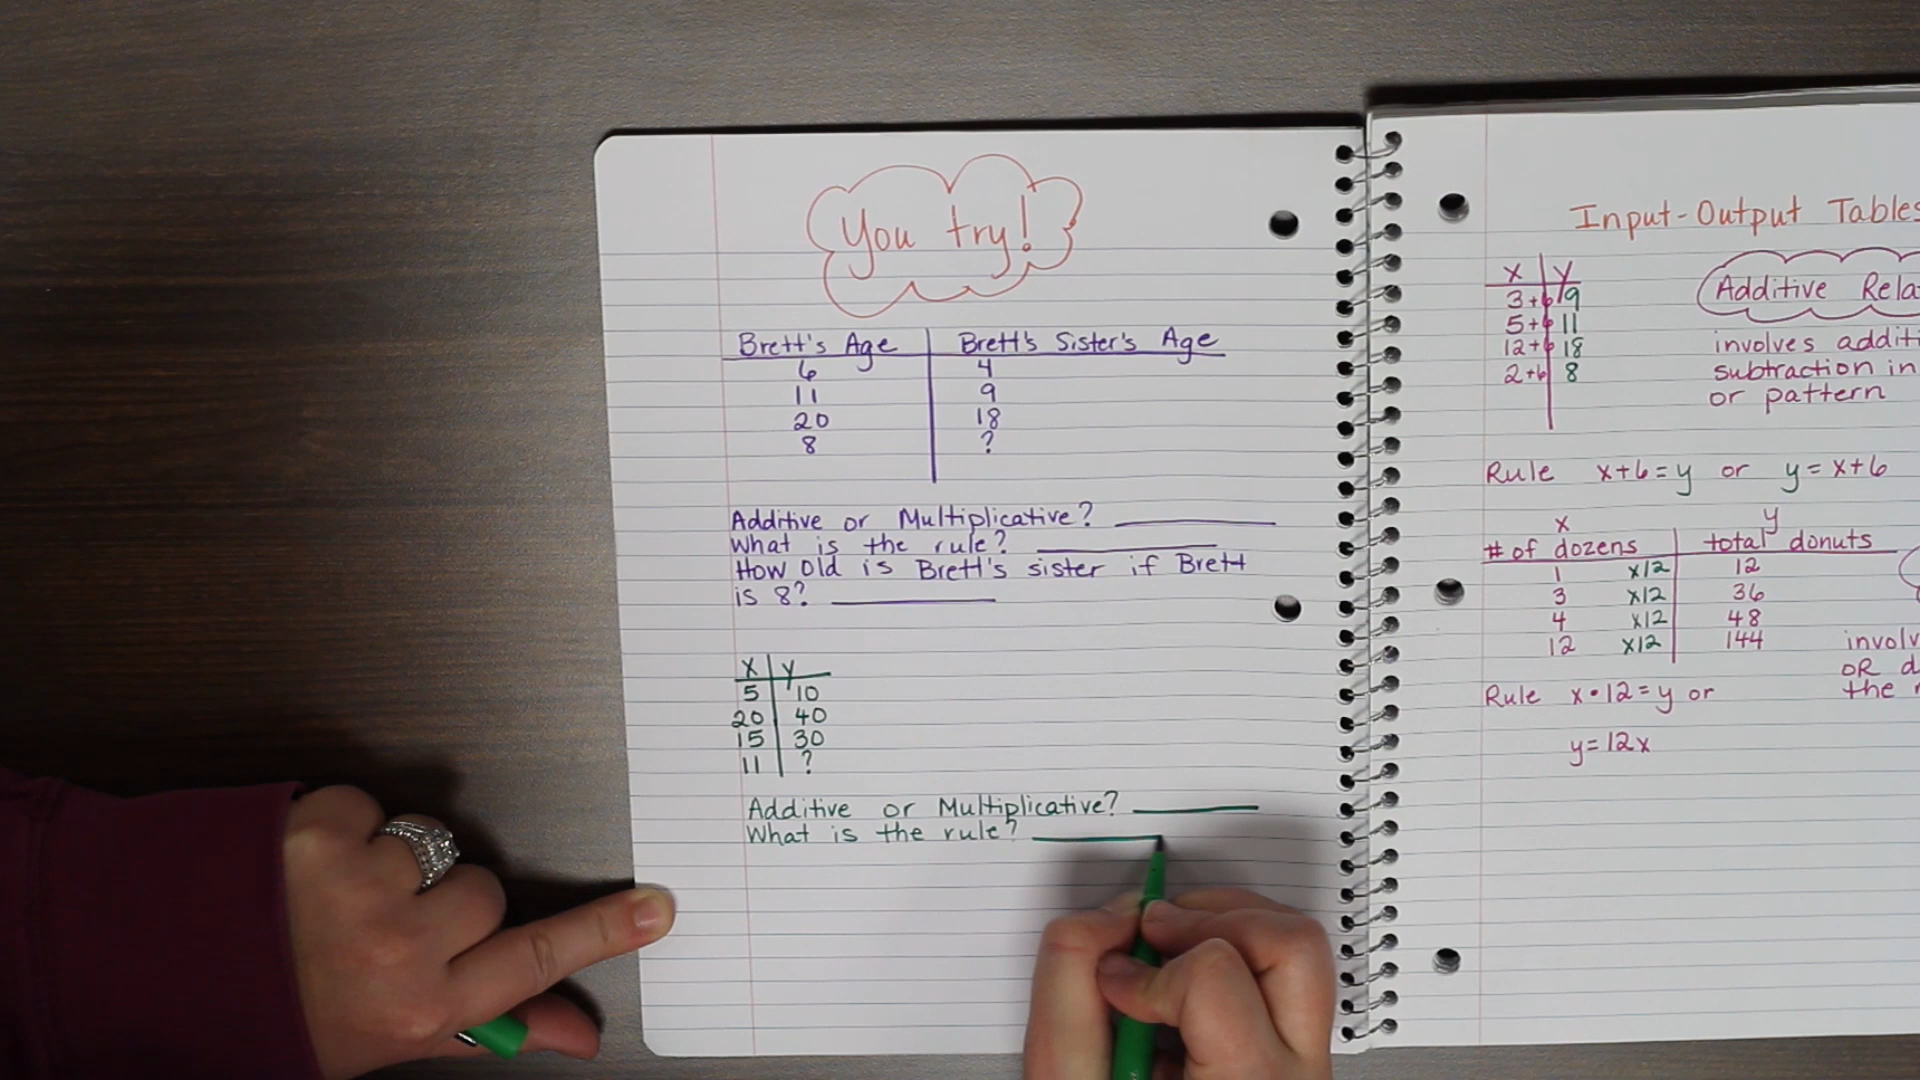 You try!
Brett's Age Brett's Sister's Age
6 4
11 9
20 18
8 ?
Additive or Multiplicative?
What is the rule?
How old is Brett's sister if Brett
is 8?
x y
5 10
20 40
15 30
11 ?
Additive or Multiplicative?
What is the rule?
Input-Output Tables
x y
3+6 9
5+6 11
12+6 18
2+6 8
Additive
involves
subtraction in
or pattern
Rule x+6=y or y=x+6
x y
# of dozens total donuts
1 x12 12
3 x12 36
4 x12 48
12 x12 144
OR
the
Rule x•12=y or
y=12x